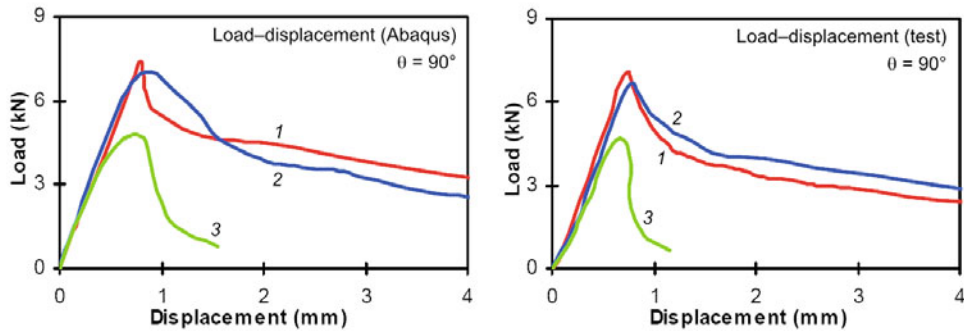 9
6
3
0
Load (kN)
Load–displacement (Abaqus)
θ = 90°
1
2
3
0 1 2 3 4
Displacement (mm)
9
6
3
0
Load (kN)
Load–displacement (test)
θ = 90°
2
1
3
0 1 2 3 4
Displacement (mm)